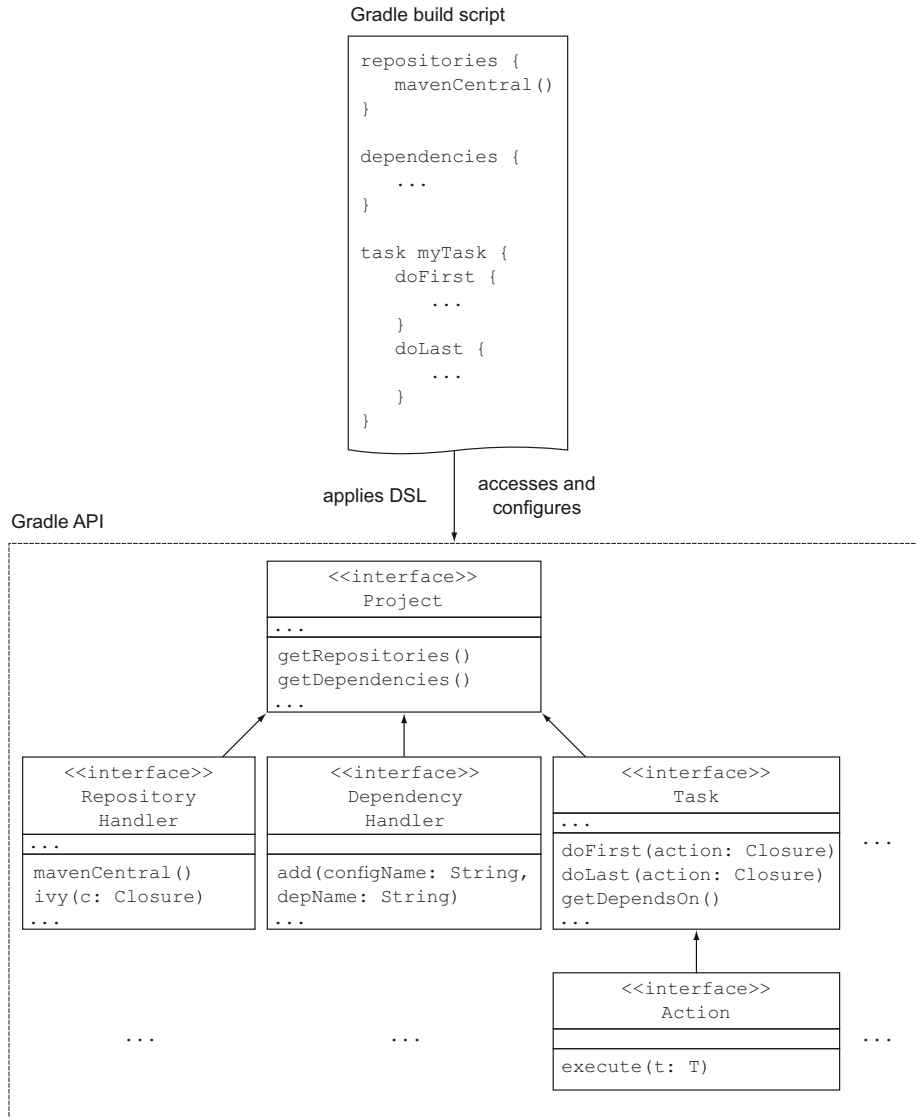 Gradle build script
repositories {
mavenCentral()
}
dependencies {
...
}
task myTask {
doFirst {
...
}
doLast {
...
}
}
applies DSL
accesses and
configures
Gradle API
<<interface>>
Project
...
getRepositories()
getDependencies()
...
<<interface>>
Repository
Handler
...
mavenCentral()
ivy(c: Closure)
...
<<interface>>
Dependency
Handler
add(configName: String,
depName: String)
...
<<interface>>
Task
...
doFirst(action: Closure)
doLast(action: Closure)
getDependsOn()
...
...
<<interface>>
Action
execute(t: T)
...
...
...